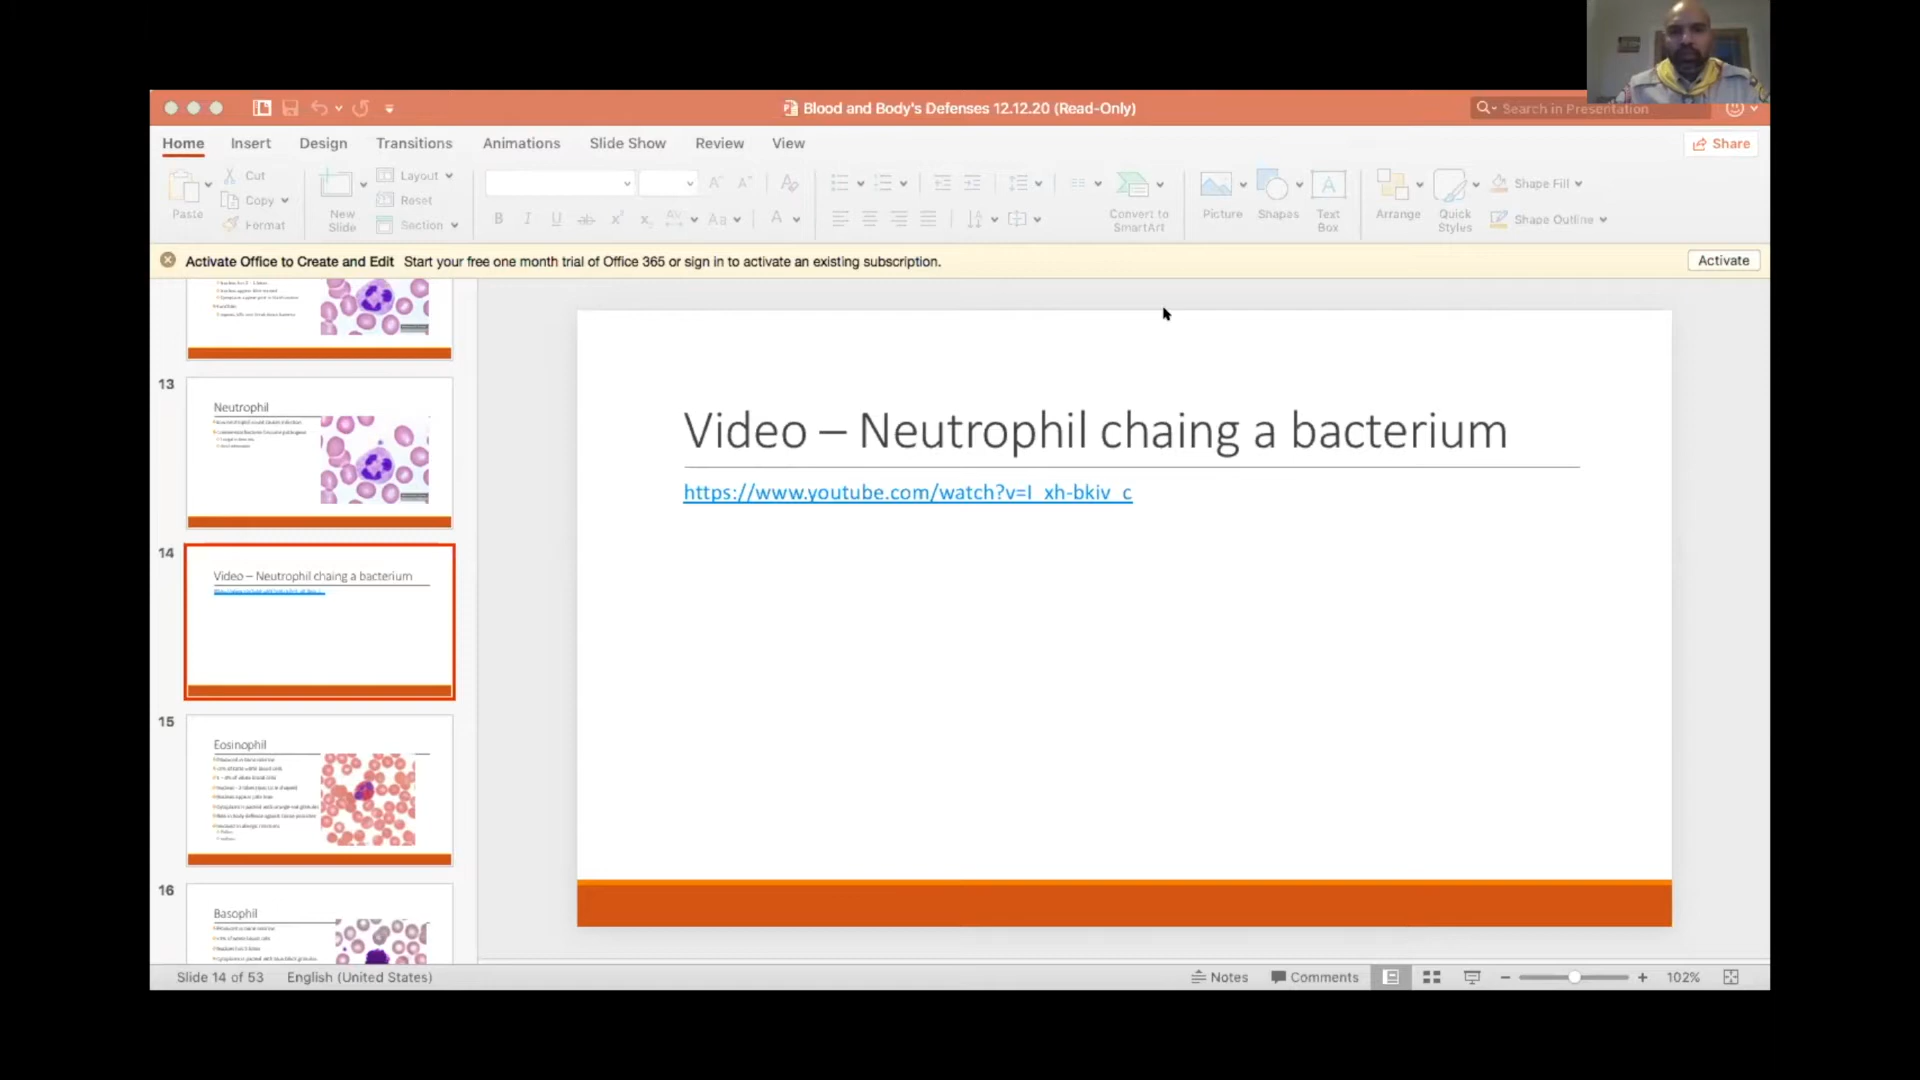 Blood and Body's Defenses 12.12.20 (Read-Only)
Search in Presentation
Home Insert Design Transitions Animations Slide Show Review View
Share
Paste
Cut
Copy
Format
New Slide
Layout
Reset
Section
B I U
Convert to SmartArt
Picture
Shapes
Text Box
Arrange
Quick Styles
Shape Fill
Shape Outline
Activate Office to Create and Edit Start your free one month trial of Office 365 or sign in to activate an existing subscription.
Activate
13
Neutrophil
14
Video – Neutrophil chaing a bacterium
15
Eosinophil
16
Basophil
Video – Neutrophil chaing a bacterium
https://www.youtube.com/watch?v=I_xh-bkiv_c
Slide 14 of 53 English (United States)
Notes Comments 102%